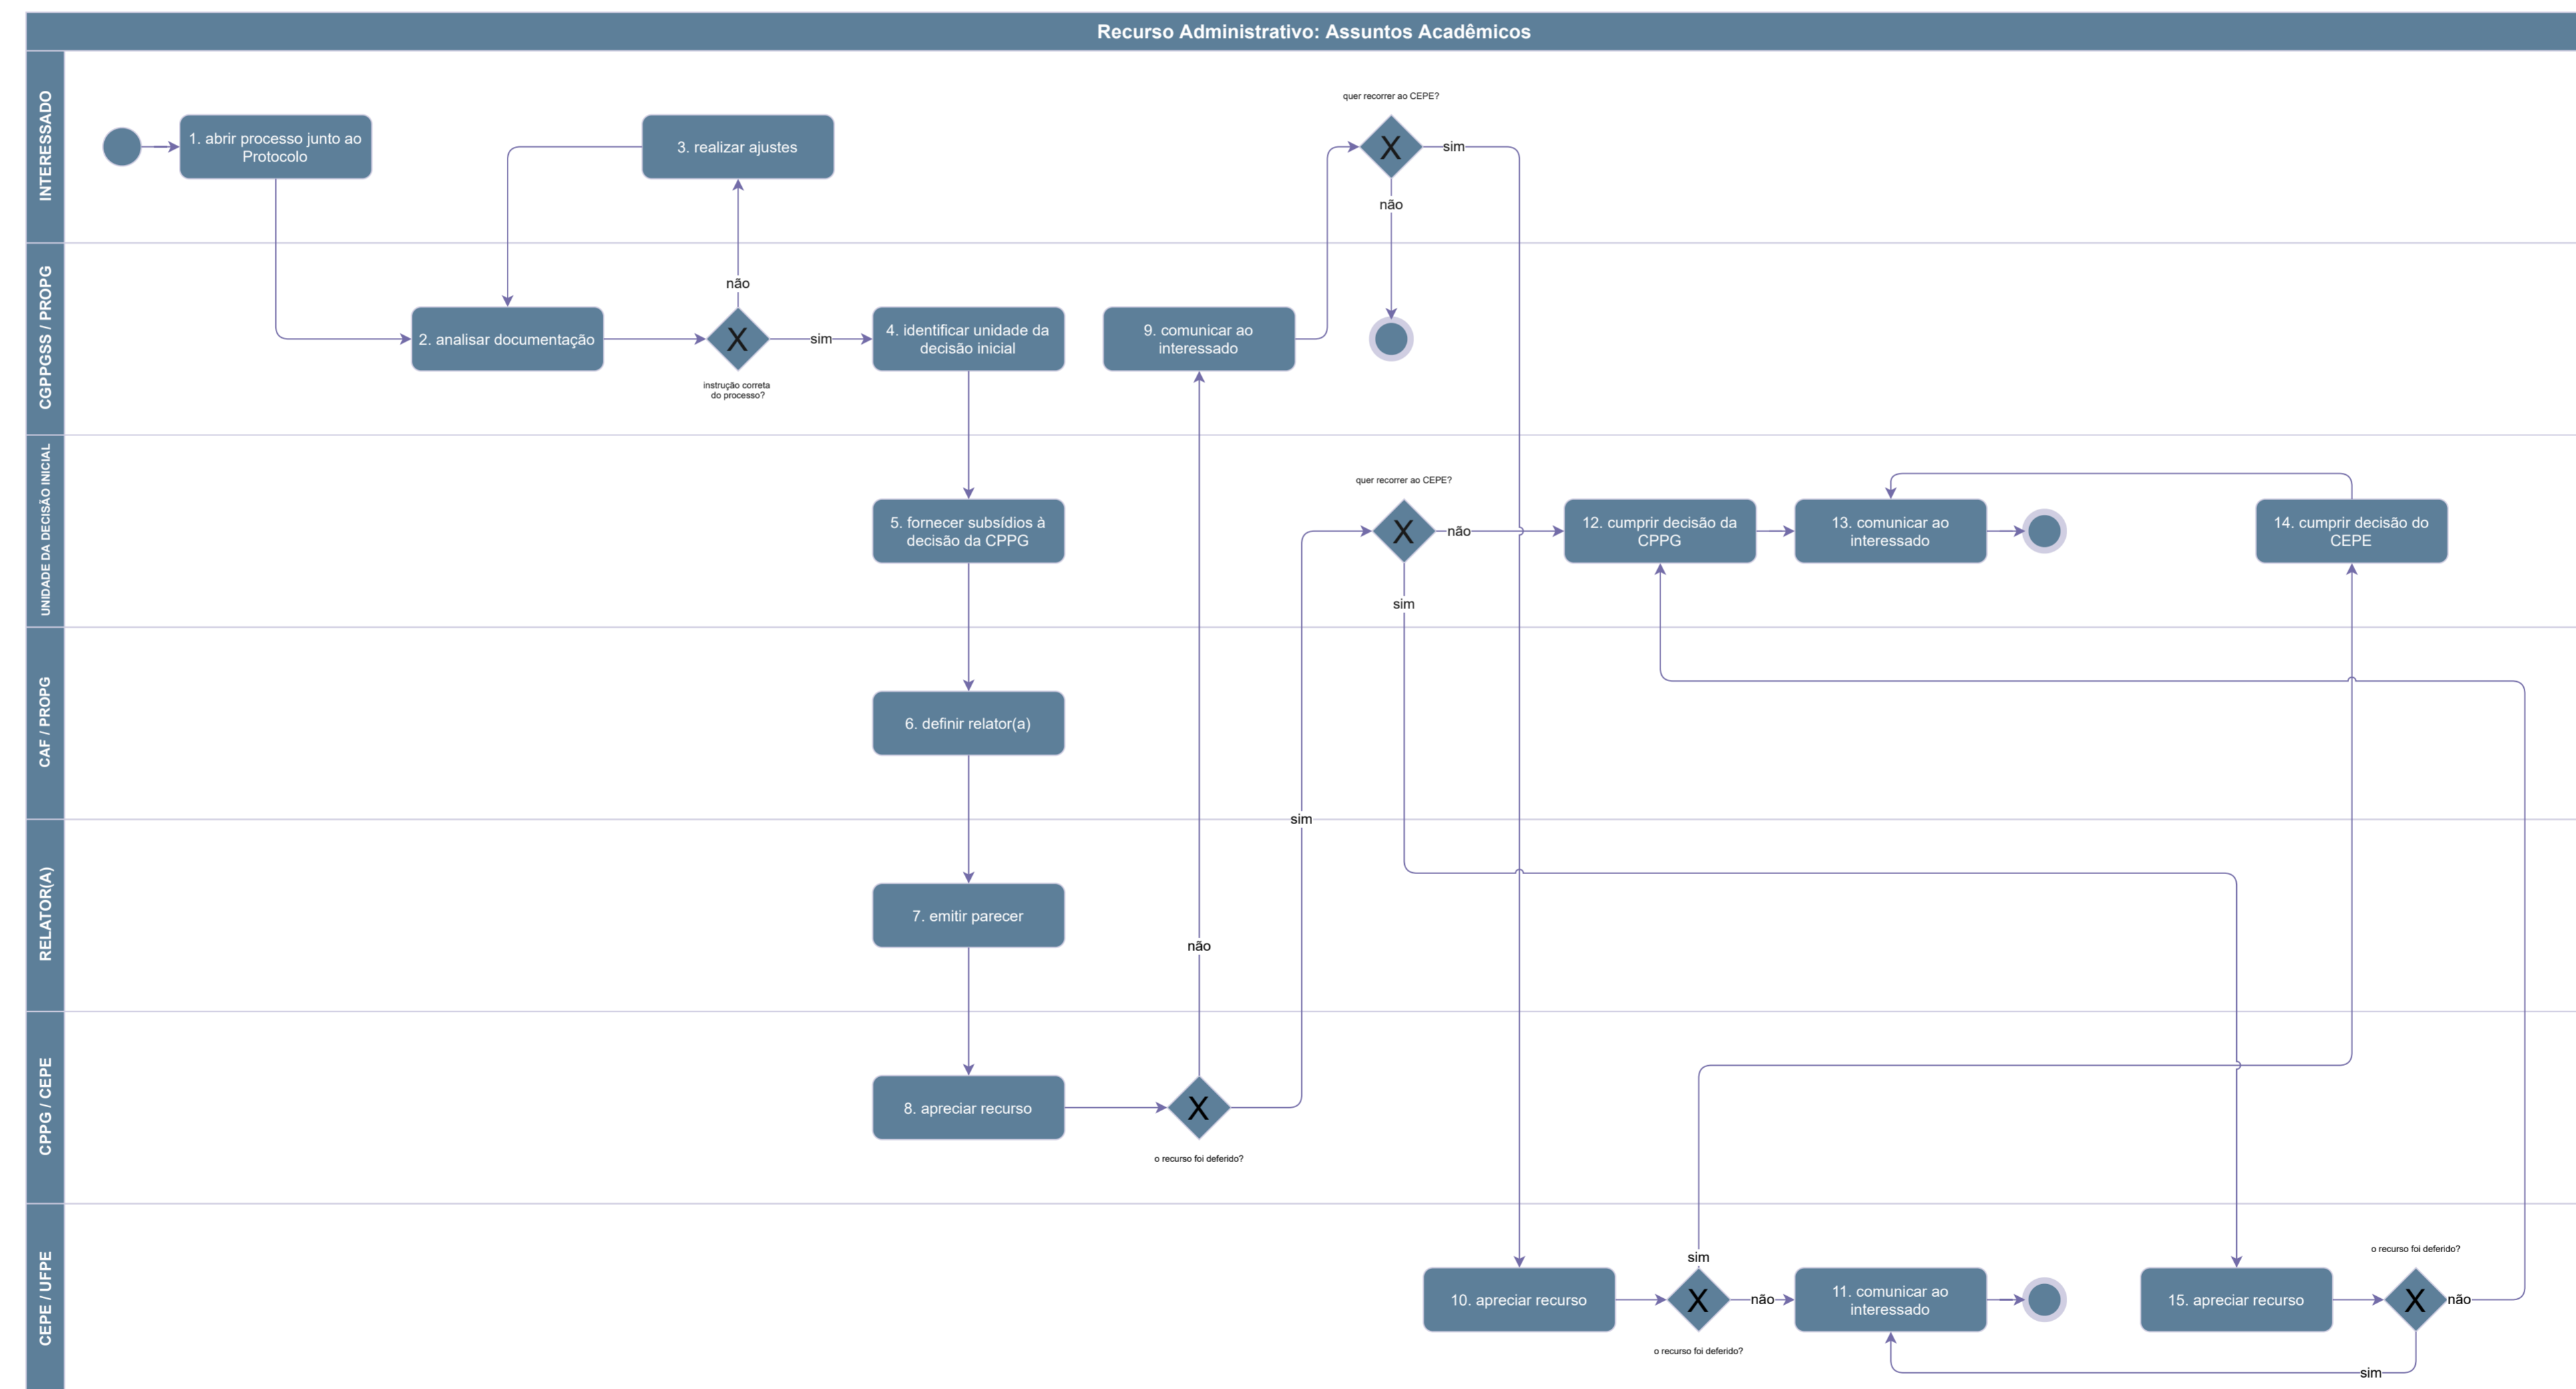 Recurso Administrativo: Assuntos Acadêmicos
INTERESSADO
1. abrir processo junto ao
Protocolo
3. realizar ajustes
quer recorrer ao CEPE?
X
sim
não
CGPPGSS / PROPG
2. analisar documentação
não
X
sim
instrução correta
do processo?
4. identificar unidade da
decisão inicial
9. comunicar ao
interessado
UNIDADE DA DECISÃO INICIAL
5. fornecer subsídios à
decisão da CPPG
quer recorrer ao CEPE?
X
não
sim
12. cumprir decisão da
CPPG
13. comunicar ao
interessado
14. cumprir decisão do
CEPE
CAF / PROPG
6. definir relator(a)
sim
RELATOR(A)
7. emitir parecer
não
CPPG / CEPE
8. apreciar recurso
X
o recurso foi deferido?
CEPE / UFPE
10. apreciar recurso
sim
X
não
o recurso foi deferido?
11. comunicar ao
interessado
15. apreciar recurso
o recurso foi deferido?
X
não
sim